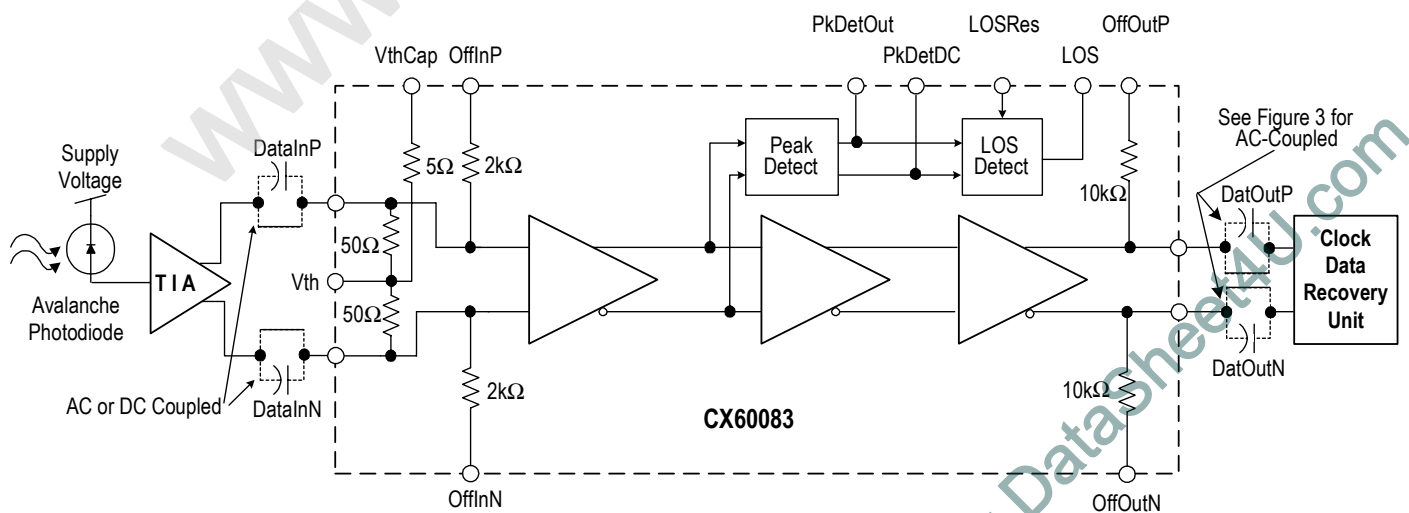 PkDetOut
LOSRes
OffOutP
VthCap
OffInP
PkDetDC
LOS
See Figure 3 for
AC-Coupled
Supply
Voltage
DataInP
5Ω
2kΩ
Peak
Detect
LOS
Detect
10kΩ
DatOutP
50Ω
TIA
Vth
Clock
Data
Recovery
Unit
Avalanche
Photodiode
50Ω
DatOutN
2kΩ
10kΩ
AC or DC Coupled
DataInN
CX60083
OffInN
OffOutN
www
DataSheet4U.com